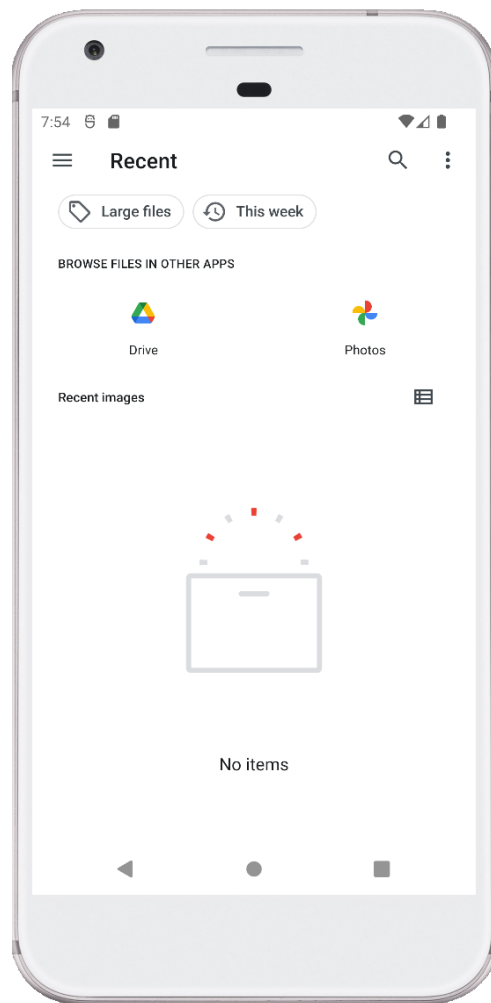 7:54
Recent
Large files
This week
BROWSE FILES IN OTHER APPS
Drive
Photos
Recent images
No items